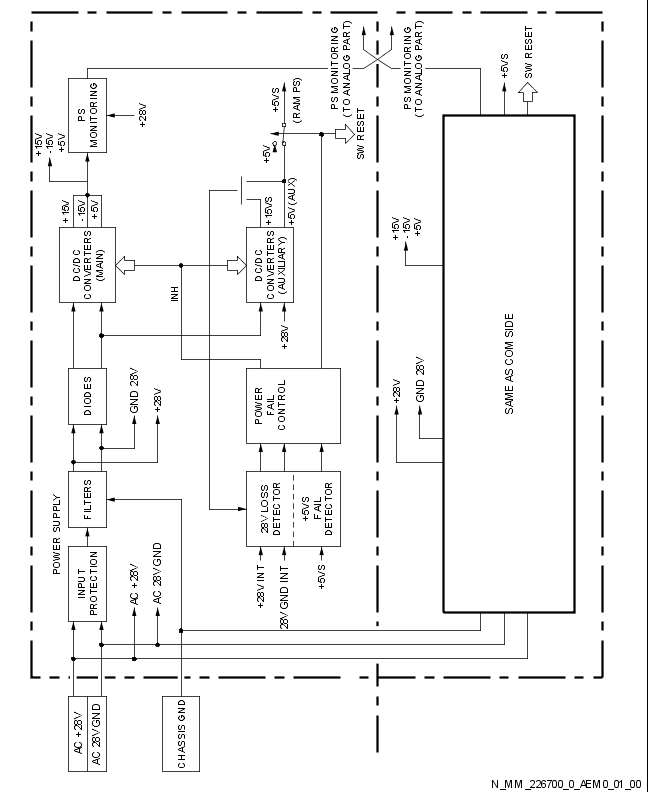 PS MONITORING
(TO ANALOG PART)
PS MONITORING
(TO ANALOG PART)
+5VS
SW RESET
+15V
-15V
+5V
PS
MONITORING
+28V
+5VS
(RAM PS)
+5V
SW RESET
+15V
-15V
+5V
+15VS
+5V (AUX)
DC/DC
CONVERTERS
(MAIN)
INH
DC/DC
CONVERTERS
(AUXILIARY)
+28V
+15V
-15V
+5V
SAME AS COM SIDE
DIODES
GND 28V
+28V
POWER
FAIL
CONTROL
+28V
GND 28V
POWER SUPPLY
FILTERS
28V LOSS
DETECTOR
+5VS
FAIL
DETECTOR
INPUT
PROTECTION
AC +28V
AC 28V GND
+28V INT
28V GND INT
+5VS
AC +28V
AC 28V GND
CHASSIS GND
N_MM_226700_0_AEM0_01_00